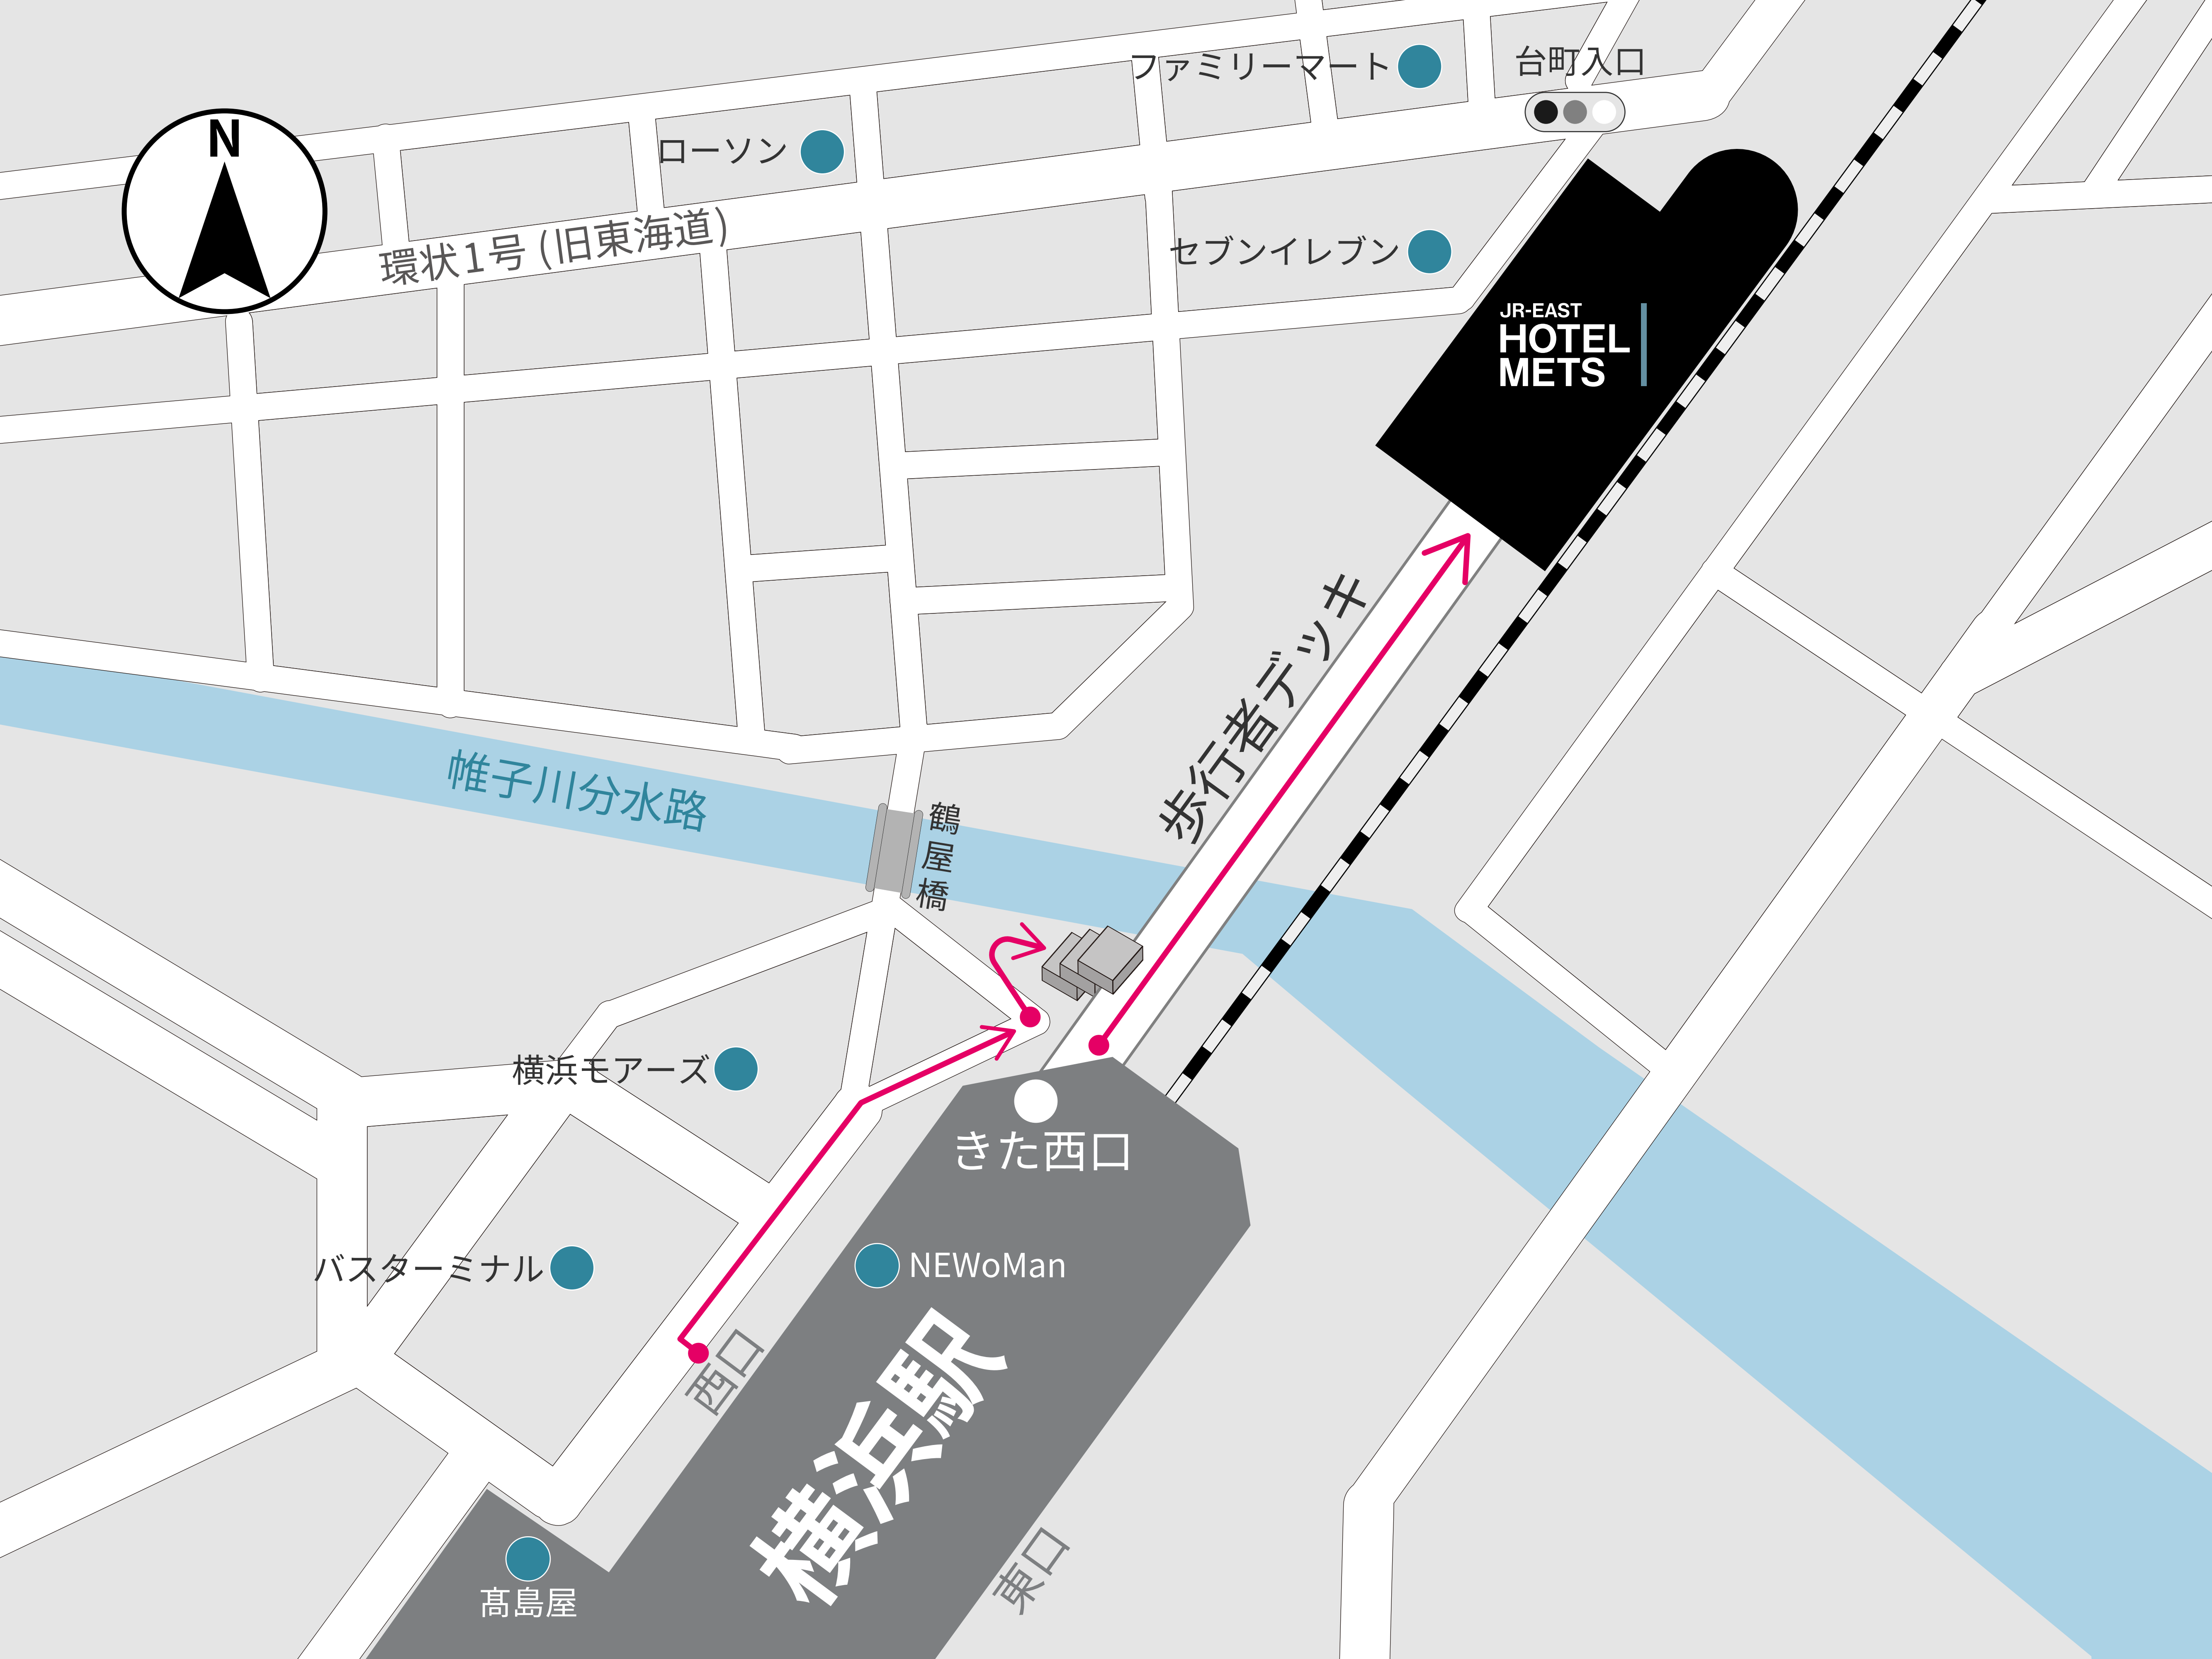 N
ファミリーマート
台町入口
ローソン
環状1号（旧東海道）
セブンイレブン
JR-EAST
HOTEL
METS
歩行者デッキ
帷子川分水路
鶴屋橋
横浜モアーズ
きた西口
バスターミナル
NEWoMan
西口
横浜駅
東口
髙島屋